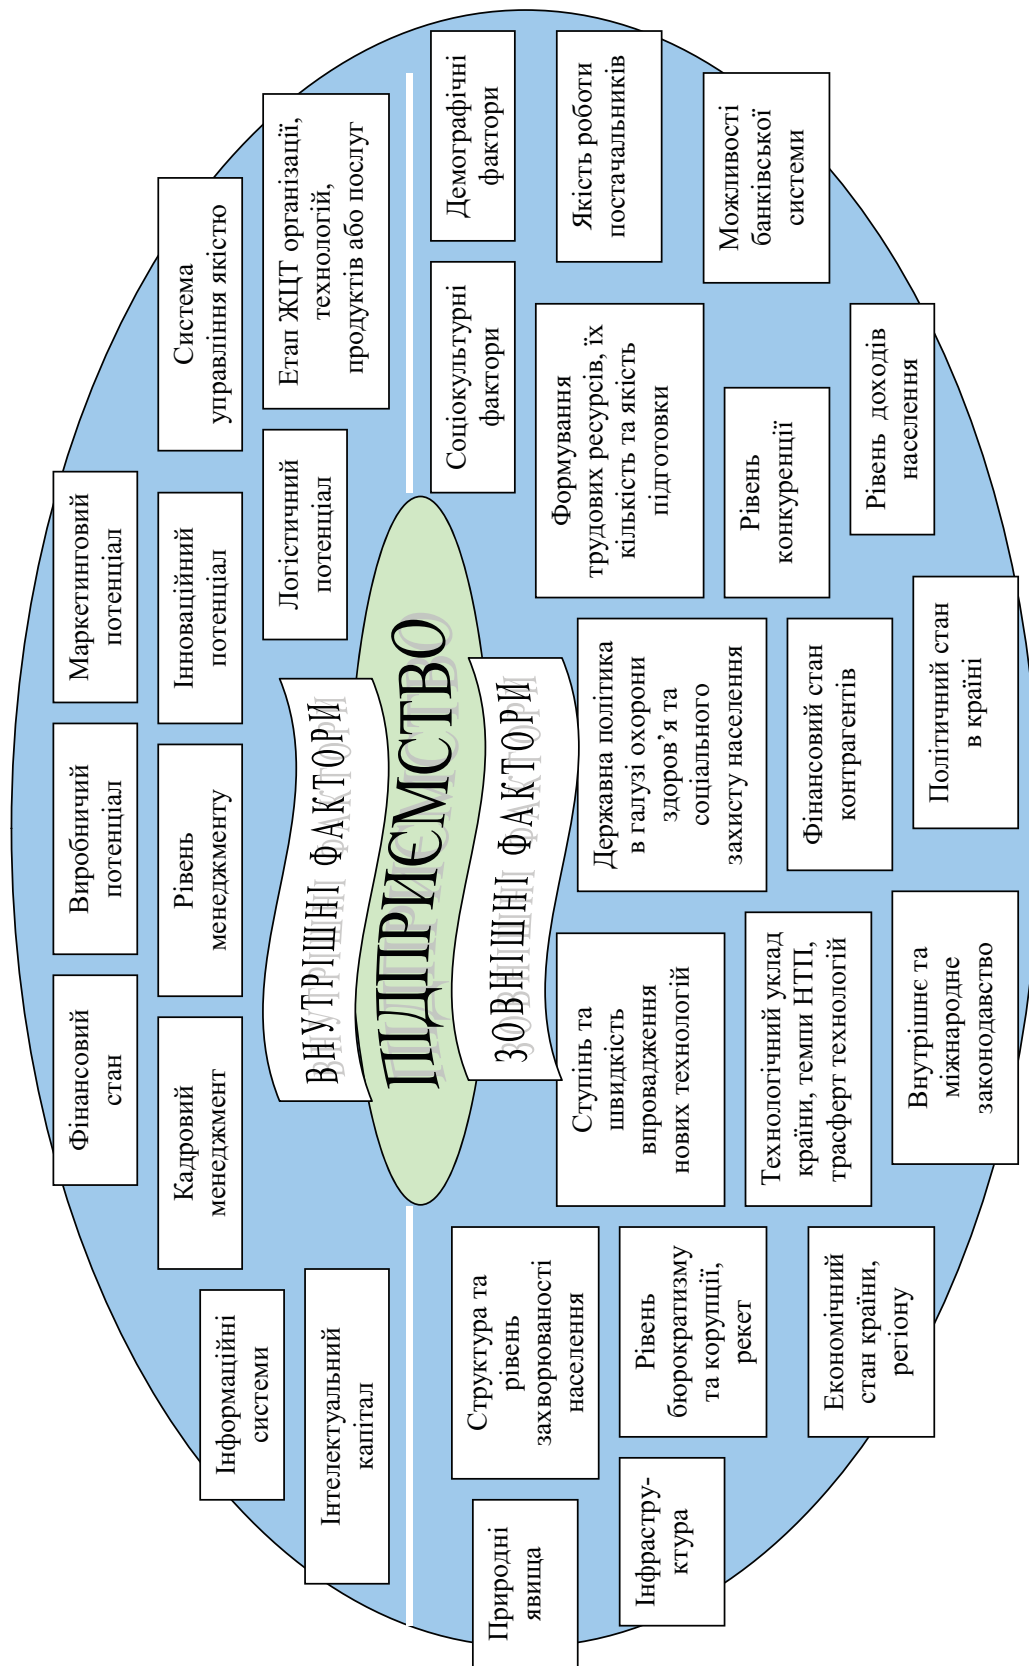 Фінансовий
стан
Виробничий
потенціал
Маркетинговий
потенціал
Кадровий
менеджмент
Рівень
менеджменту
Інноваційний
потенціал
Система
управління якістю
Інформаційні
системи
Інтелектуальний
капітал
Логістичний
потенціал
Етап ЖЦТ організації,
технологій,
продуктів або послуг
ВНУТРІШНІ ФАКТОРИ
ПІДПРИЄМСТВО
ЗОВНІШНІ ФАКТОРИ
Природні
явища
Структура та
рівень
захворюваності
населення
Соціокультурні
фактори
Демографічні
фактори
Ступінь та
швидкість
впровадження
нових технологій
Державна політика
в галузі охорони
здоров’я та
соціального
захисту населення
Формування
трудових ресурсів, їх
кількість та якість
підготовки
Якість роботи
постачальників
Інфрастру-
ктура
Рівень
бюрократизму
та корупції,
рекет
Технологічний уклад
країни, темпи НТП,
трасферт технологій
Фінансовий стан
контрагентів
Рівень
конкуренції
Можливості
банківської
системи
Економічний
стан країни,
регіону
Внутрішнє та
міжнародне
законодавство
Політичний стан
в країні
Рівень доходів
населення